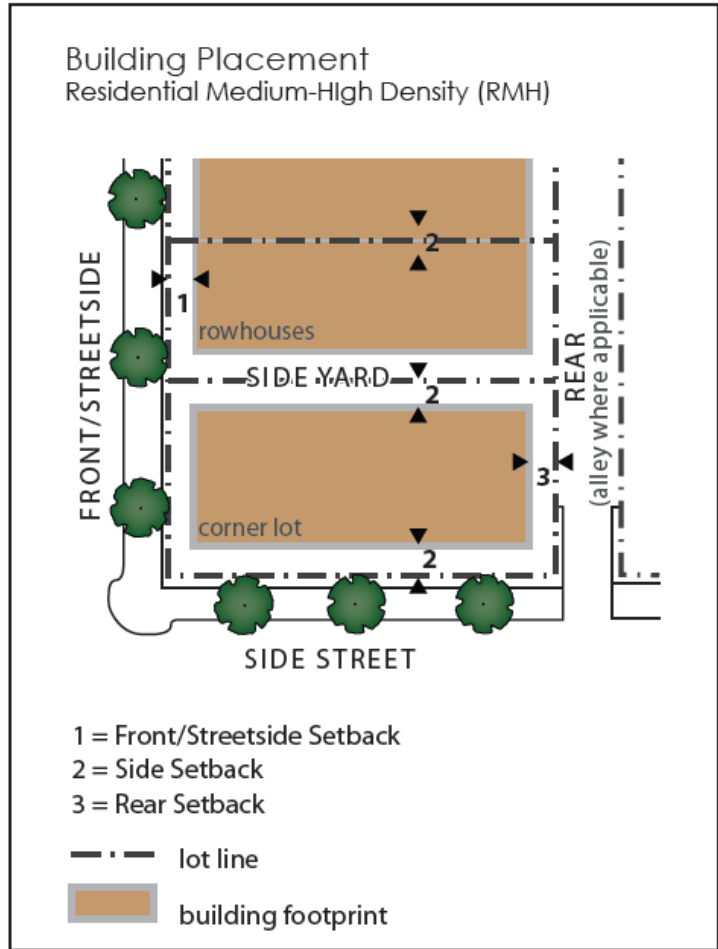 Building Placement
Residential Medium-HIgh Density (RMH)
FRONT/STREETSIDE
2
1
rowhouses
SIDE YARD
2
REAR
(alley where applicable)
3
corner lot
2
SIDE STREET
1 = Front/Streetside Setback
2 = Side Setback
3 = Rear Setback
lot line
building footprint